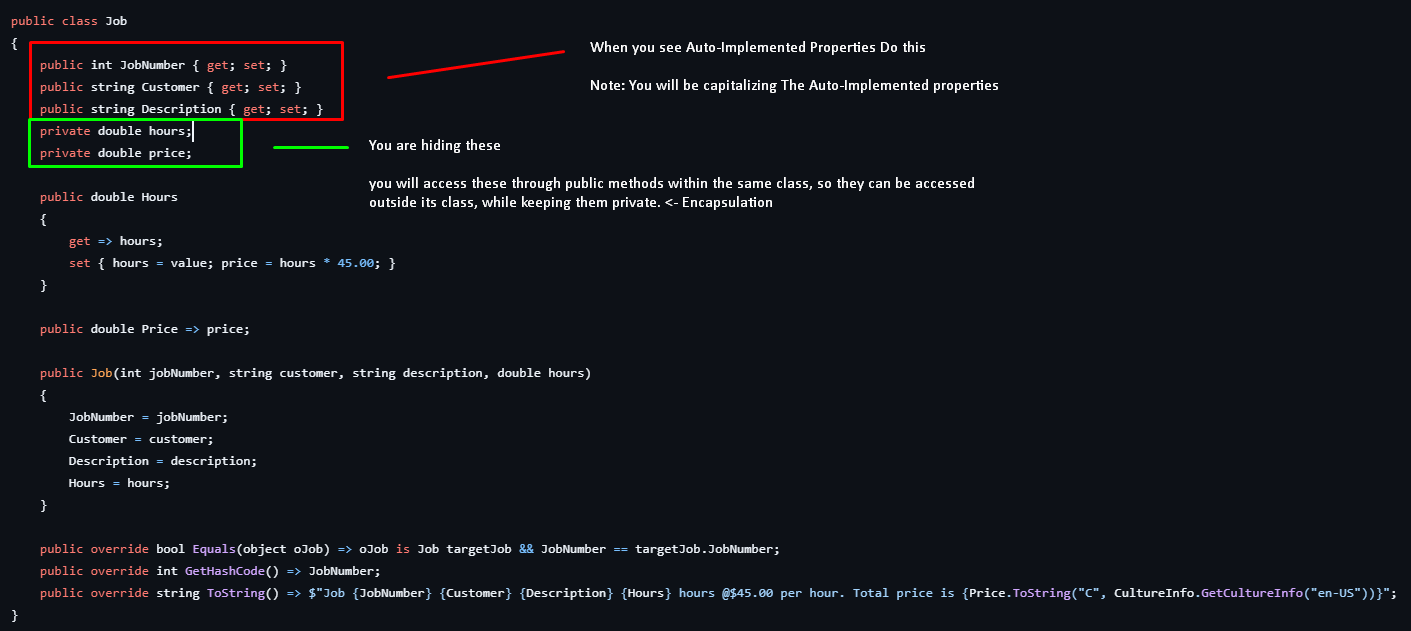 public class Job
{
When you see Auto-Implemented Properties Do this
public int JobNumber { get; set; }
public string Customer { get; set; }
Note: You will be capitalizing The Auto-Implemented properties
public string Description { get; set; }
private double hours;
You are hiding these
private double price;
you will access these through public methods within the same class, so they can be accessed
outside its class, while keeping them private. <- Encapsulation
public double Hours
{
get => hours;
set { hours = value; price = hours * 45.00; }
}
public double Price => price;
public Job(int jobNumber, string customer, string description, double hours)
{
JobNumber = jobNumber;
Customer = customer;
Description = description;
Hours = hours;
}
public override bool Equals(object oJob) => oJob is Job targetJob && JobNumber == targetJob.JobNumber;
public override int GetHashCode() => JobNumber;
public override string ToString() => $"Job {JobNumber} {Customer} {Description} {Hours} hours @$45.00 per hour. Total price is {Price.ToString("C", CultureInfo.GetCultureInfo("en-US"))}";
}